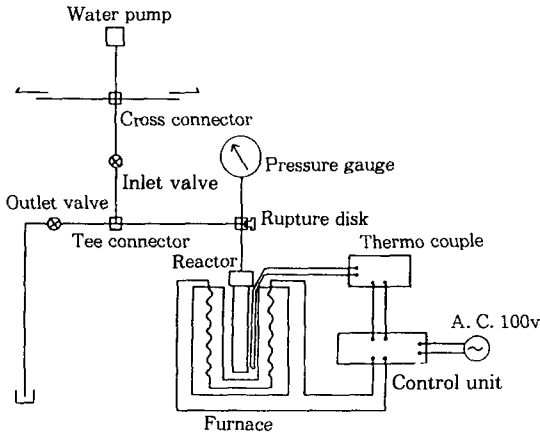 Water pump
Cross connector
Pressure gauge
Inlet valve
Outlet valve
Rupture disk
Tee connector
Thermo couple
Reactor
A. C. 100v
Control unit
Furnace